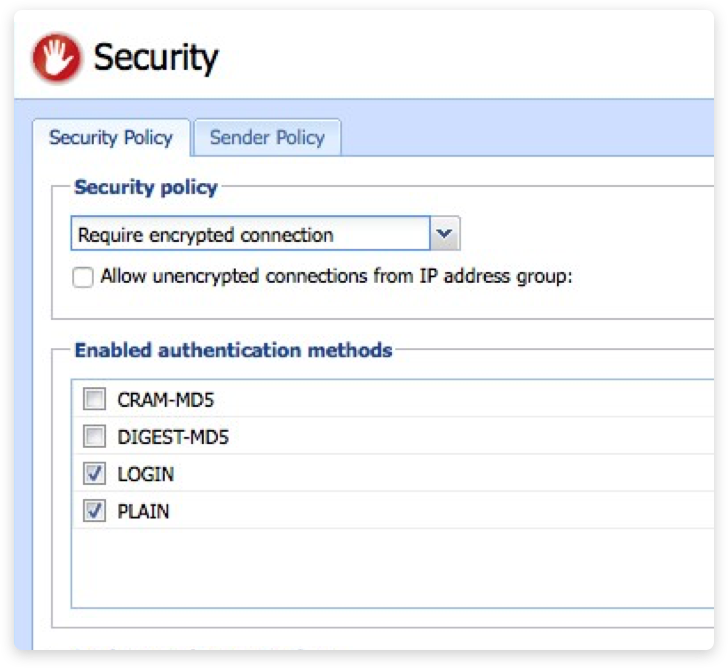 Security
Security Policy Sender Policy
Security policy
Require encrypted connection
Allow unencrypted connections from IP address group:
Enabled authentication methods
CRAM-MD5
DIGEST-MD5
LOGIN
PLAIN